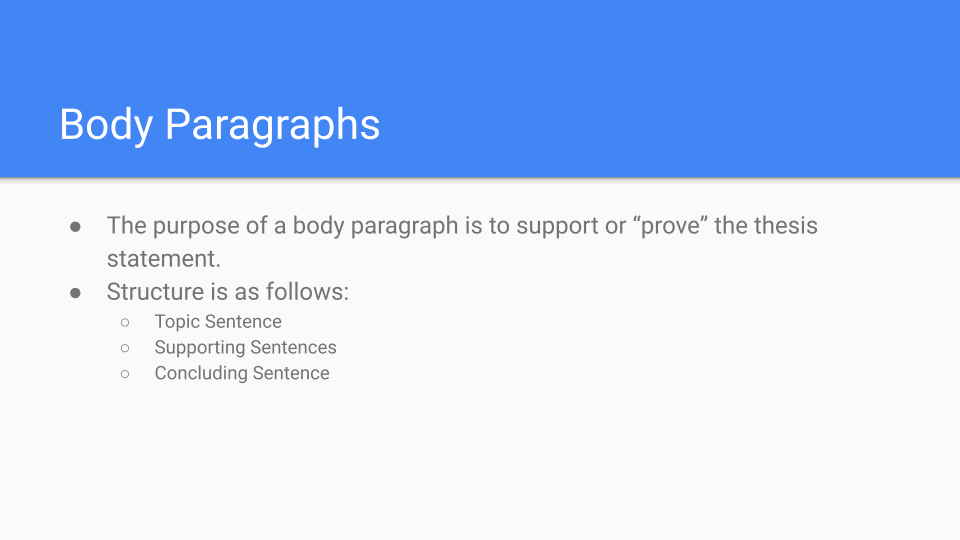 Body Paragraphs
● The purpose of a body paragraph is to support or “prove” the thesis
statement.
● Structure is as follows:
○ Topic Sentence
○ Supporting Sentences
○ Concluding Sentence